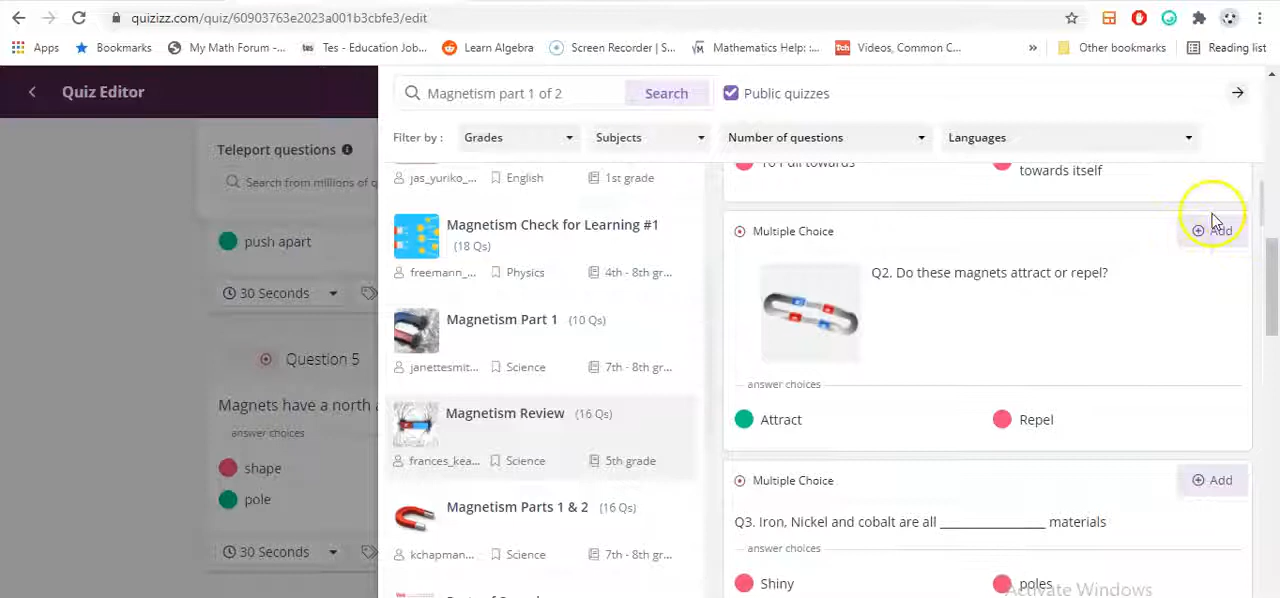 quizizz.com/quiz/60903763e2023a001b3cbfe3/edit
Apps Bookmarks My Math Forum -... Tes - Education Job... Learn Algebra Screen Recorder | S... Mathematics Help: :... Videos, Common C... » Other bookmarks Reading list
Quiz Editor
Magnetism part 1 of 2 Search Public quizzes
Filter by : Grades Subjects Number of questions Languages
Teleport questions
Search from millions of q
push apart
30 Seconds
Question 5
Magnets have a north
answer choices
shape
pole
30 Seconds
jas_yuriko_... English 1st grade
Magnetism Check for Learning #1
(18 Qs)
freemann_... Physics 4th - 8th gr...
Magnetism Part 1 (10 Qs)
janettesmit... Science 7th - 8th gr...
Magnetism Review (16 Qs)
frances_kea... Science 5th grade
Magnetism Parts 1 & 2 (16 Qs)
kchapman... Science 7th - 8th gr...
towards itself
Multiple Choice Add
Q2. Do these magnets attract or repel?
answer choices
Attract Repel
Multiple Choice Add
Q3. Iron, Nickel and cobalt are all _________________ materials
answer choices
Shiny poles
Activate Windows